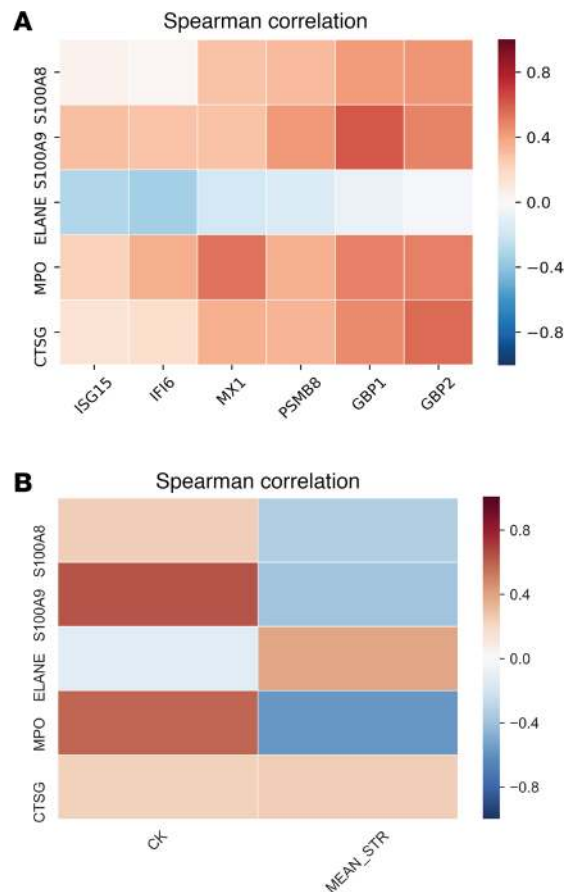 A
Spearman correlation
S100A8
S100A9
ELANE
MPO
CTSG
ISG15
IFI6
MX1
PSMB8
GBP1
GBP2
0.8
0.4
0.0
−0.4
−0.8
B
Spearman correlation
S100A8
S100A9
ELANE
MPO
CTSG
CK
MEAN_STR
0.8
0.4
0.0
−0.4
−0.8